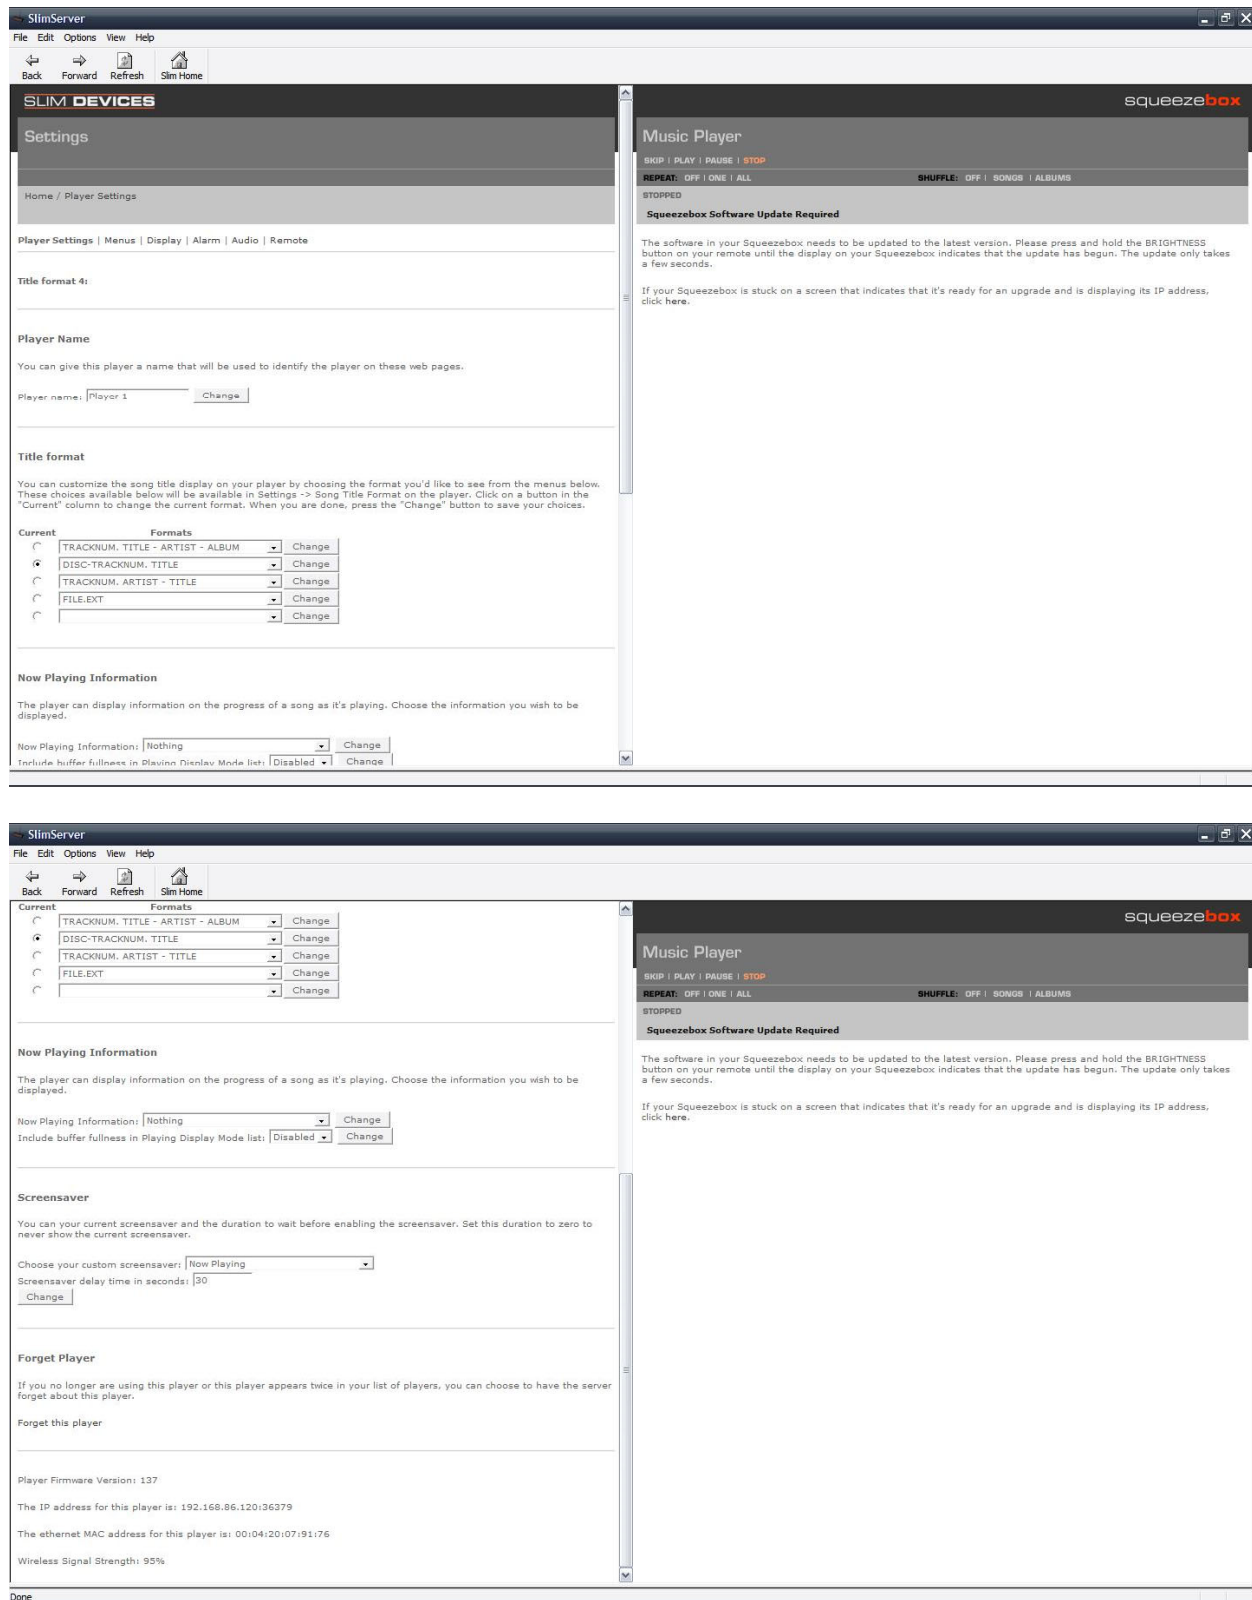 SlimServer
File Edit Options View Help
Back Forward Refresh Slim Home
SLIM DEVICES
Settings
Home / Player Settings
Player Settings | Menus | Display | Alarm | Audio | Remote
Title format 4:
Player Name
You can give this player a name that will be used to identify the player on these web pages.
Player name: Player 1 Change
Title format
You can customize the song title display on your player by choosing the format you'd like to see from the menus below.
These choices available below will be available in Settings -> Song Title Format on the player. Click on a button in the
"Current" column to change the current format. When you are done, press the "Change" button to save your choices.
Current Formats
TRACKNUM. TITLE - ARTIST - ALBUM Change
DISC-TRACKNUM. TITLE Change
TRACKNUM. ARTIST - TITLE Change
FILE.EXT Change
Change
Now Playing Information
The player can display information on the progress of a song as it's playing. Choose the information you wish to be
displayed.
Now Playing Information: Nothing Change
Include buffer fullness in Playing Display Mode list: Disabled Change
squeezebox
Music Player
SKIP | PLAY | PAUSE | STOP
REPEAT: OFF | ONE | ALL SHUFFLE: OFF | SONGS | ALBUMS
STOPPED
Squeezebox Software Update Required
The software in your Squeezebox needs to be updated to the latest version. Please press and hold the BRIGHTNESS
button on your remote until the display on your Squeezebox indicates that the update has begun. The update only takes
a few seconds.
If your Squeezebox is stuck on a screen that indicates that it's ready for an upgrade and is displaying its IP address,
click here.
SlimServer
File Edit Options View Help
Back Forward Refresh Slim Home
Current Formats
TRACKNUM. TITLE - ARTIST - ALBUM Change
DISC-TRACKNUM. TITLE Change
TRACKNUM. ARTIST - TITLE Change
FILE.EXT Change
Change
Now Playing Information
The player can display information on the progress of a song as it's playing. Choose the information you wish to be
displayed.
Now Playing Information: Nothing Change
Include buffer fullness in Playing Display Mode list: Disabled Change
Screensaver
You can your current screensaver and the duration to wait before enabling the screensaver. Set this duration to zero to
never show the current screensaver.
Choose your custom screensaver: Now Playing
Screensaver delay time in seconds: 30
Change
Forget Player
If you no longer are using this player or this player appears twice in your list of players, you can choose to have the server
forget about this player.
Forget this player
Player Firmware Version: 137
The IP address for this player is: 192.168.86.120:36379
The ethernet MAC address for this player is: 00:04:20:07:91:76
Wireless Signal Strength: 95%
squeezebox
Music Player
SKIP | PLAY | PAUSE | STOP
REPEAT: OFF | ONE | ALL SHUFFLE: OFF | SONGS | ALBUMS
STOPPED
Squeezebox Software Update Required
The software in your Squeezebox needs to be updated to the latest version. Please press and hold the BRIGHTNESS
button on your remote until the display on your Squeezebox indicates that the update has begun. The update only takes
a few seconds.
If your Squeezebox is stuck on a screen that indicates that it's ready for an upgrade and is displaying its IP address,
click here.
Done